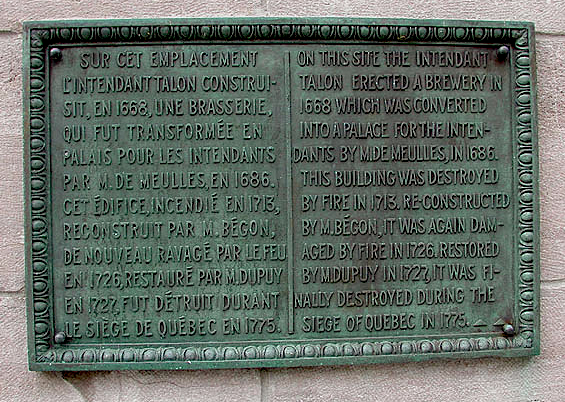 SUR CET EMPLACEMENT
L'INTENDANT TALON CONSTRUI-
SIT, EN 1668, UNE BRASSERIE,
QUI FUT TRANSFORMÉE EN
PALAIS POUR LES INTENDANTS
PAR M. DE MEULLES, EN 1686.
CET ÉDIFICE, INCENDIÉ EN 1713,
RECONSTRUIT PAR M. BÉGON,
DE NOUVEAU RAVAGÉ PAR LE FEU
EN 1726, RESTAURÉ PAR M. DUPUY
EN 1727, FUT DÉTRUIT DURANT
LE SIÈGE DE QUÉBEC EN 1775.
ON THIS SITE THE INTENDANT
TALON ERECTED A BREWERY IN
1668 WHICH WAS CONVERTED
INTO A PALACE FOR THE INTEN-
DANTS BY M. DE MEULLES, IN 1686.
THIS BUILDING WAS DESTROYED
BY FIRE IN 1713. RE-CONSTRUCTED
BY M. BÉGON, IT WAS AGAIN DAM-
AGED BY FIRE IN 1726. RESTORED
BY M. DUPUY IN 1727, IT WAS FI-
NALLY DESTROYED DURING THE
SIEGE OF QUEBEC IN 1775.